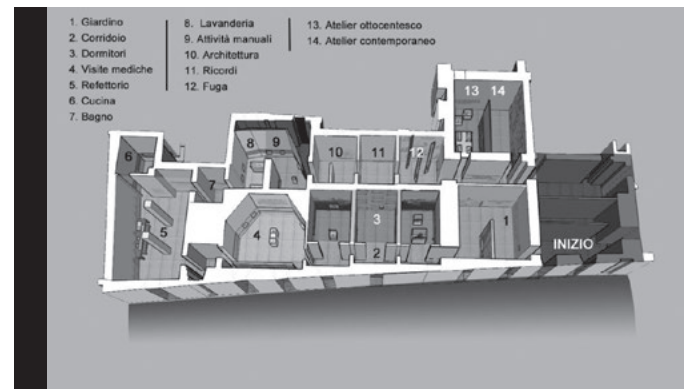 1. Giardino
2. Corridoio
3. Dormitori
4. Visite mediche
5. Refettorio
6. Cucina
7. Bagno
8. Lavanderia
9. Attività manuali
10. Architettura
11. Ricordi
12. Fuga
13. Atelier ottocentesco
14. Atelier contemporaneo
13 14
8 9
10 11 12
6
7
5
4
3
2
1
INIZIO